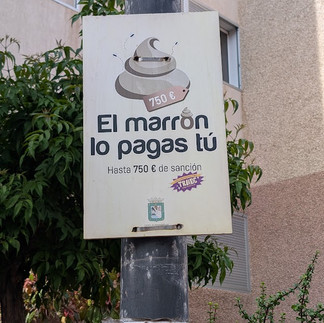 750 €
El marrón
lo pagas tú
Hasta 750 € de sanción